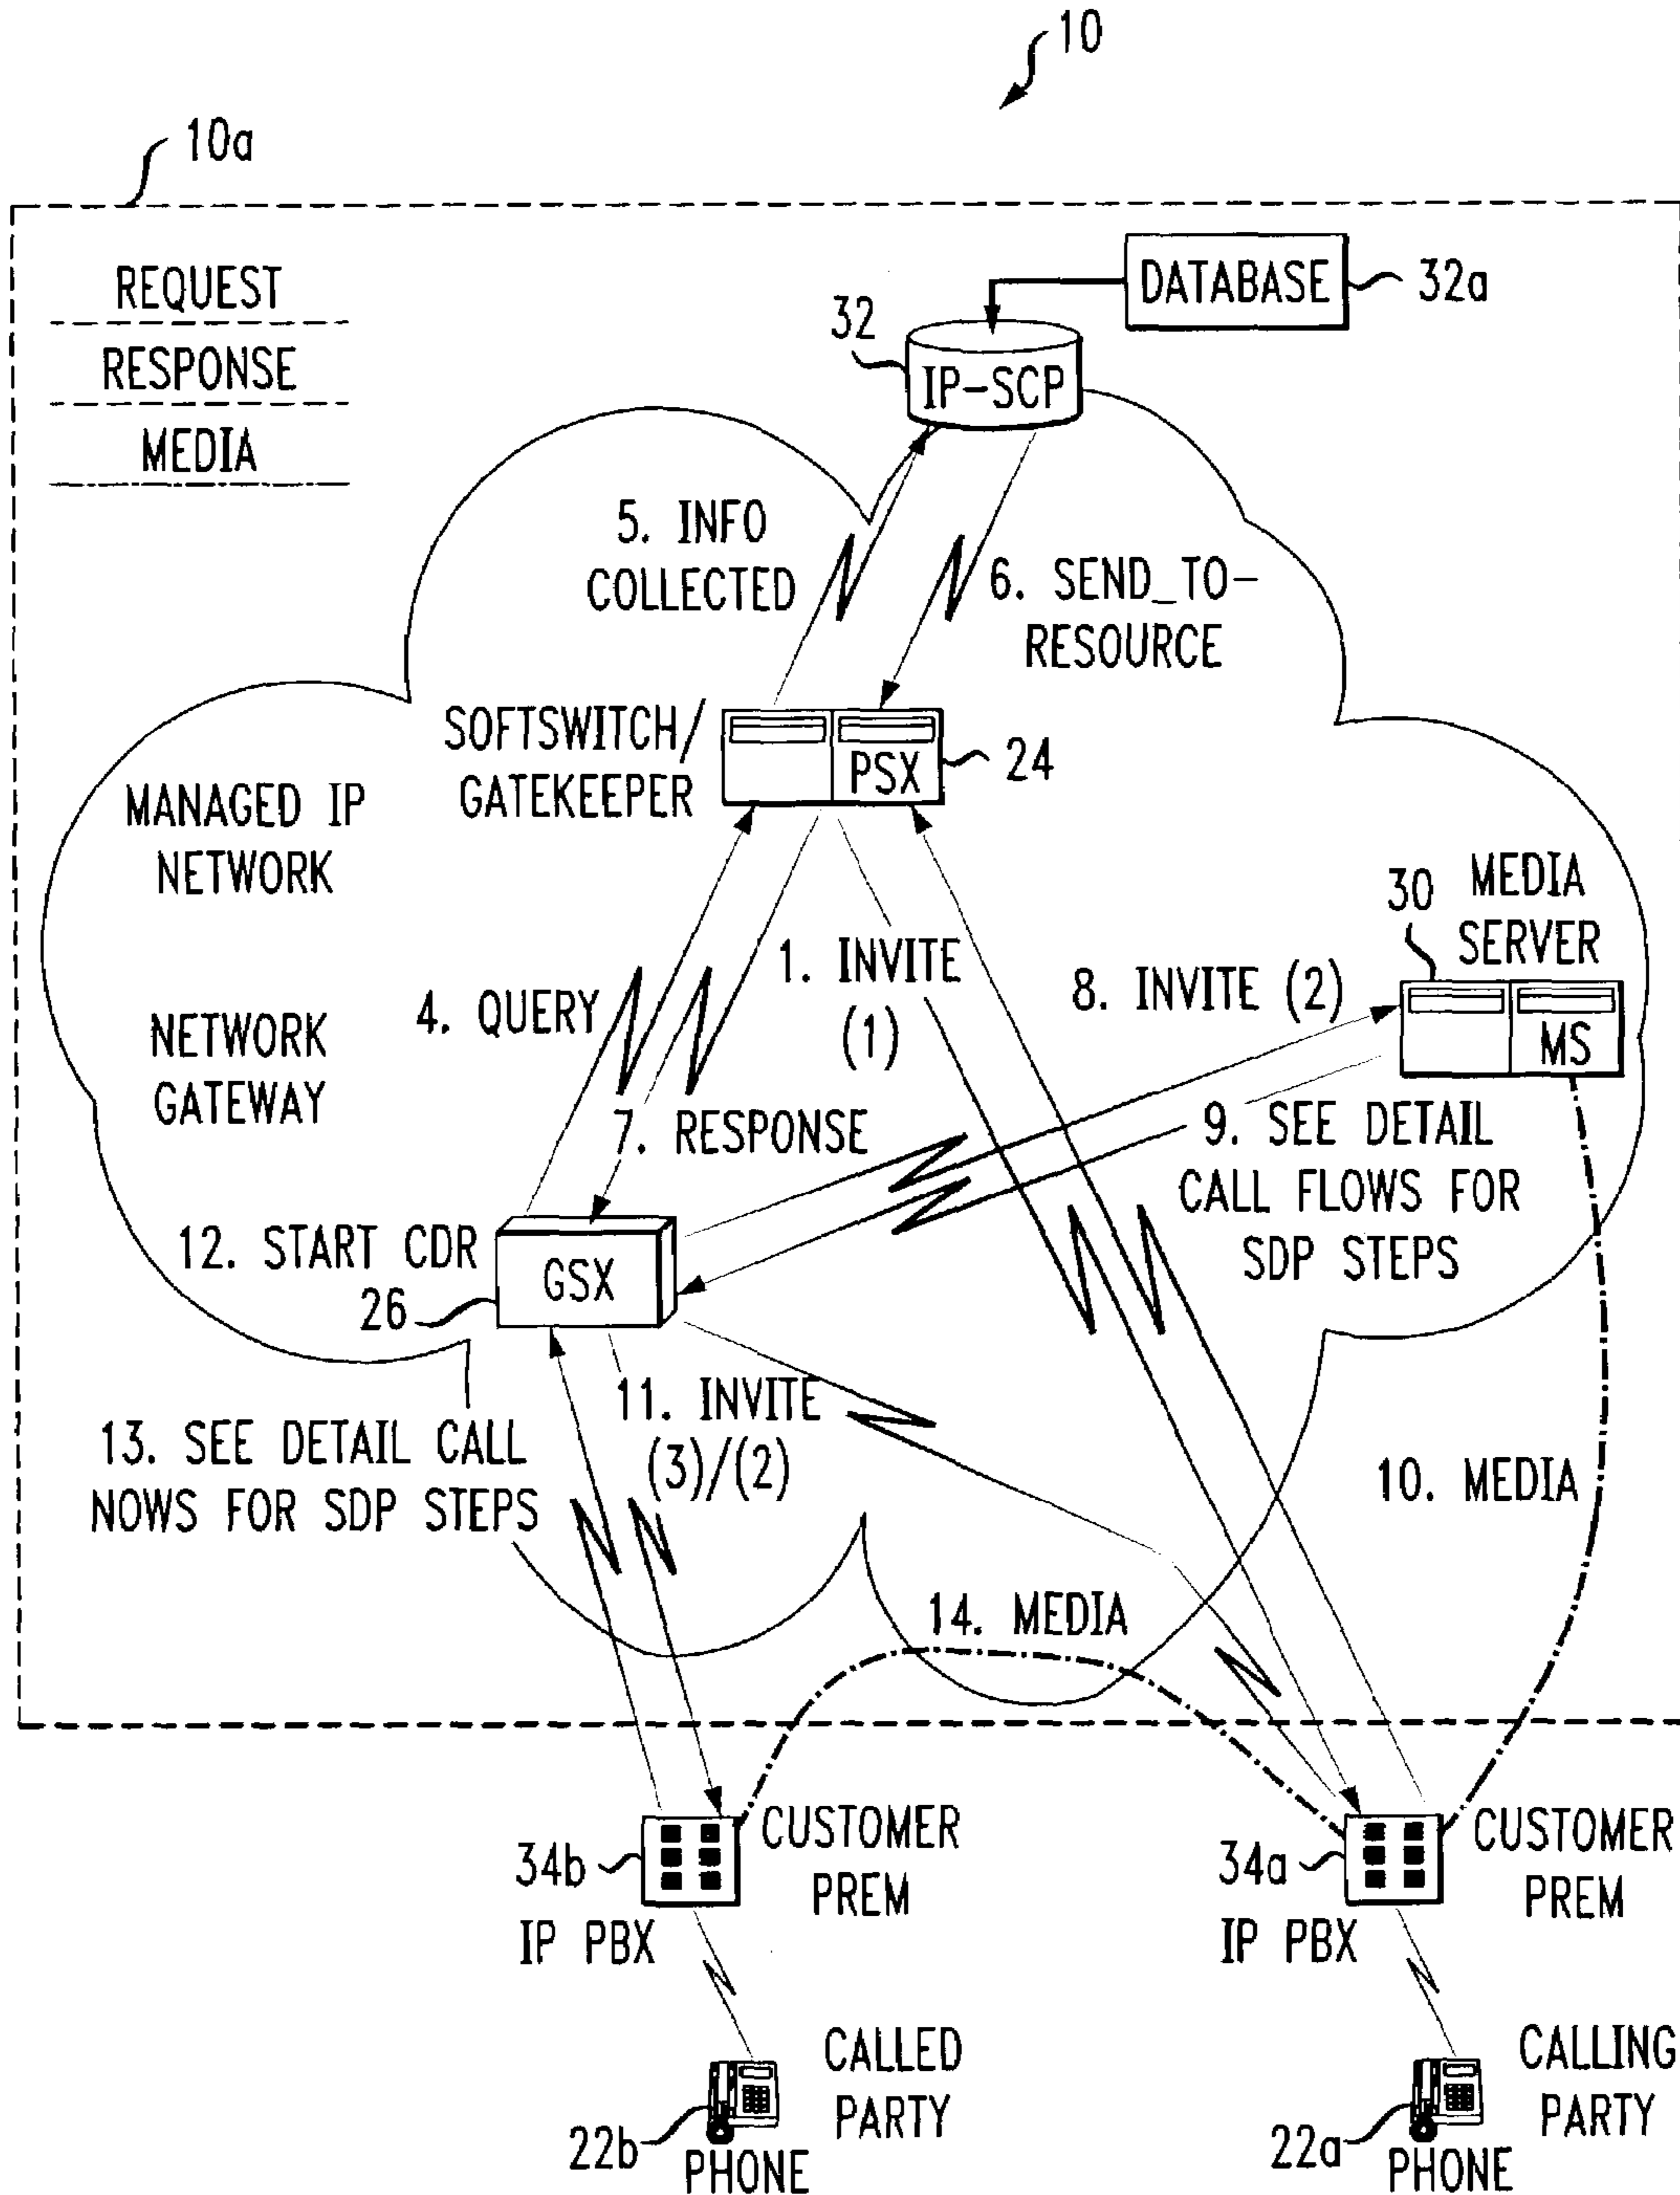 10
10a
REQUEST
RESPONSE
MEDIA
DATABASE
32a
32
IP-SCP
5. INFO
COLLECTED
6. SEND_TO-
RESOURCE
SOFTSWITCH/
GATEKEEPER
PSX
24
MANAGED IP
NETWORK
30
MEDIA
SERVER
MS
NETWORK
GATEWAY
4. QUERY
1. INVITE
(1)
8. INVITE (2)
7. RESPONSE
9. SEE DETAIL
CALL FLOWS FOR
SDP STEPS
12. START CDR
26
GSX
11. INVITE
(3)/(2)
13. SEE DETAIL CALL
NOWS FOR SDP STEPS
10. MEDIA
14. MEDIA
34b
CUSTOMER
PREM
IP PBX
34a
CUSTOMER
PREM
IP PBX
CALLED
PARTY
22b
PHONE
CALLING
PARTY
22a
PHONE